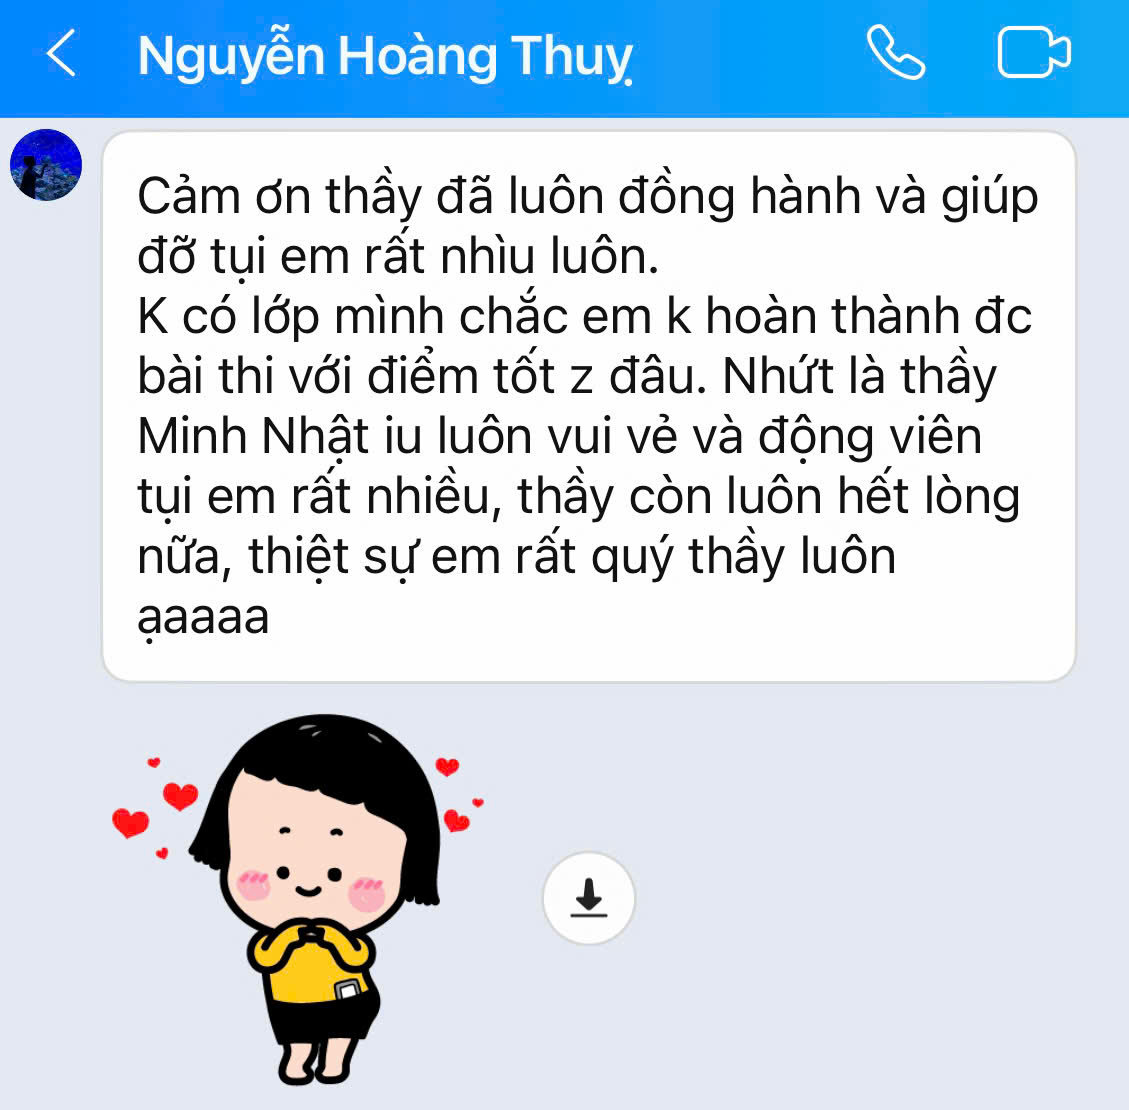 Nguyễn Hoàng Thuỵ
Cảm ơn thầy đã luôn đồng hành và giúp
đỡ tụi em rất nhìu luôn.
K có lớp mình chắc em k hoàn thành đc
bài thi với điểm tốt z đâu. Nhứt là thầy
Minh Nhật iu luôn vui vẻ và động viên
tụi em rất nhiều, thầy còn luôn hết lòng
nữa, thiệt sự em rất quý thầy luôn
ạaaaa